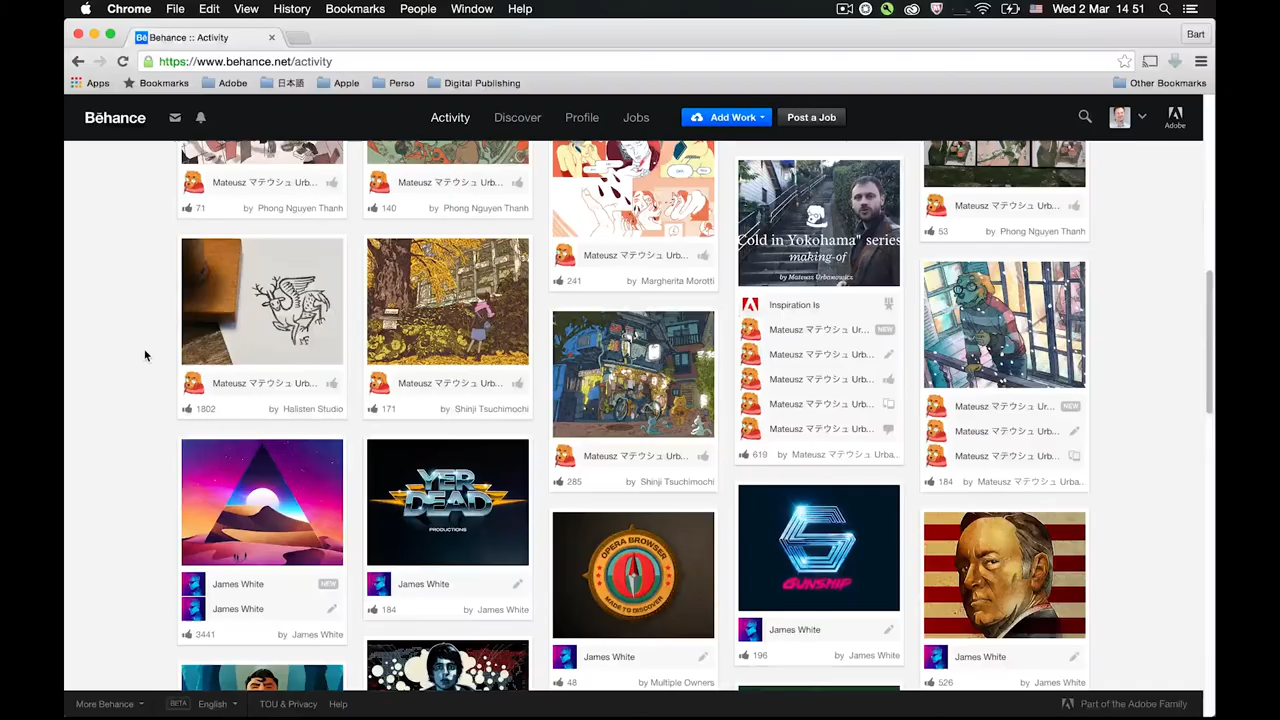 Chrome File Edit View History Bookmarks People Window Help Wed 2 Mar 14 51
Behance :: Activity Bart
https://www.behance.net/activity
Apps Bookmarks Adobe 日本語 Apple Perso Digital Publishing Other Bookmarks
Bēhance Activity Discover Profile Jobs Add Work Post a Job Adobe
Mateusz マテウシュ Urb...
71 by Phong Nguyen Thanh
Mateusz マテウシュ Urb...
140 by Phong Nguyen Thanh
Mateusz マテウシュ Urb...
241 by Margherita Morotti
Cold in Yokohama" series
making-of
by Mateusz Urbanowicz
Inspiration Is
Mateusz マテウシュ Ur... NEW
Mateusz マテウシュ Urb...
Mateusz マテウシュ Urb...
Mateusz マテウシュ Urb...
Mateusz マテウシュ Urb...
619 by Mateusz マテウシュ Urba..
Mateusz マテウシュ Urb...
53 by Phong Nguyen Thanh
Mateusz マテウシュ Urb...
1802 by Halisten Studio
Mateusz マテウシュ Urb...
171 by Shinji Tsuchimochi
Mateusz マテウシュ Urb...
285 by Shinji Tsuchimochi
Mateusz マテウシュ Ur... NEW
Mateusz マテウシュ Urb...
Mateusz マテウシュ Urb...
184 by Mateusz マテウシュ Urba..
James White NEW
James White
3441 by James White
YER
DEAD
PRODUCTIONS
James White
184 by James White
OPERA BROWSER
MADE TO DISCOVER
James White
48 by Multiple Owners
GUNSHIP
James White
196 by James White
James White
526 by James White
More Behance BETA English TOU & Privacy Help Part of the Adobe Family